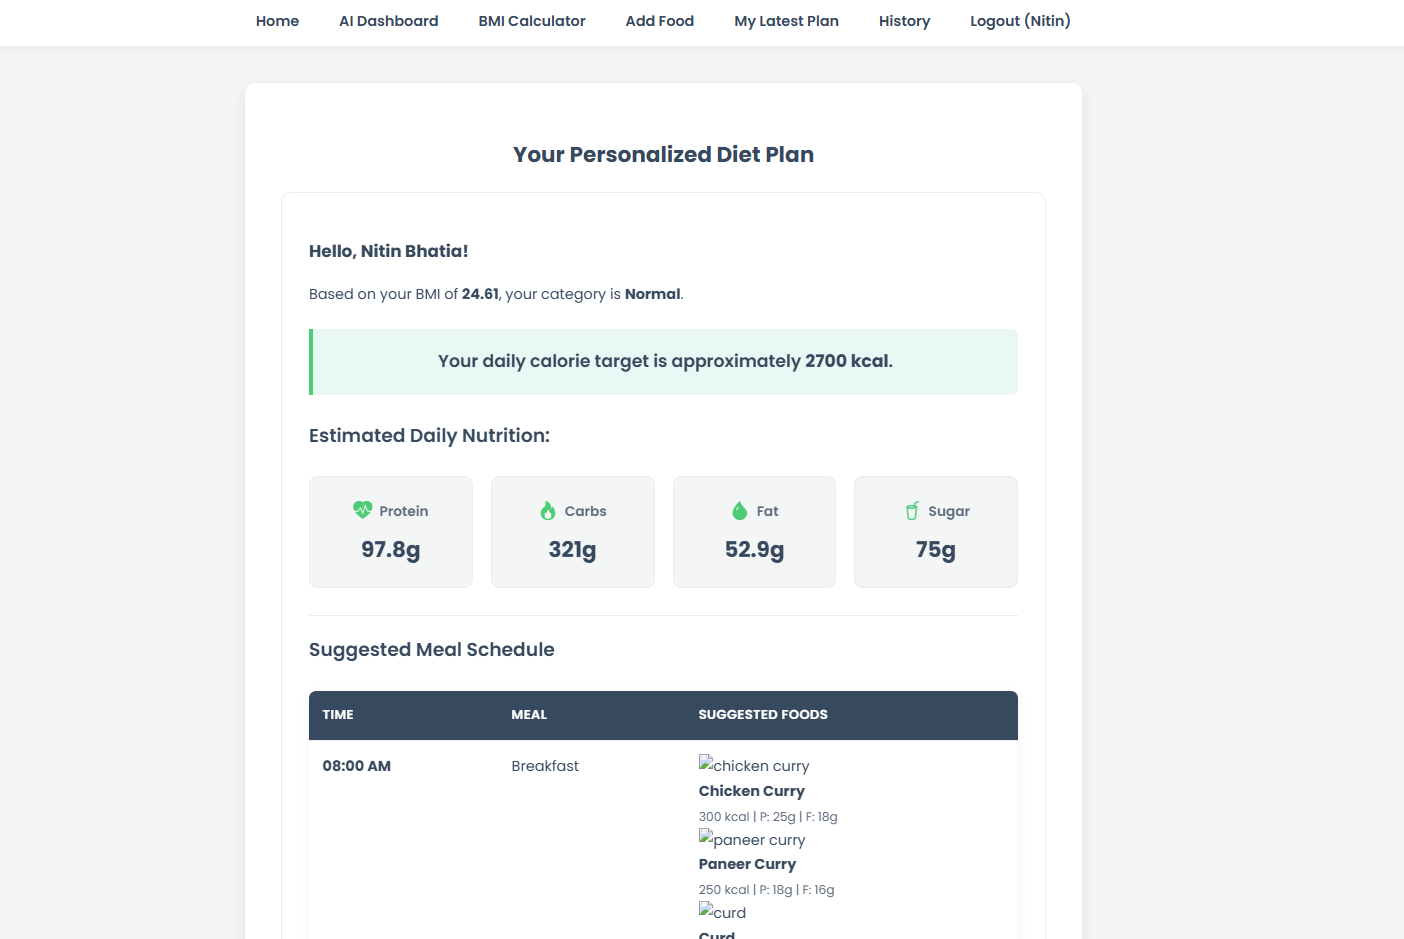 Home AI Dashboard BMI Calculator Add Food My Latest Plan History Logout (Nitin)
Your Personalized Diet Plan
Hello, Nitin Bhatia!
Based on your BMI of 24.61, your category is Normal.
Your daily calorie target is approximately 2700 kcal.
Estimated Daily Nutrition:
Protein Carbs Fat Sugar
97.8g 321g 52.9g 75g
Suggested Meal Schedule
TIME MEAL SUGGESTED FOODS
08:00 AM Breakfast chicken curry
Chicken Curry
300 kcal | P: 25g | F: 18g
paneer curry
Paneer Curry
250 kcal | P: 18g | F: 16g
curd
Curd